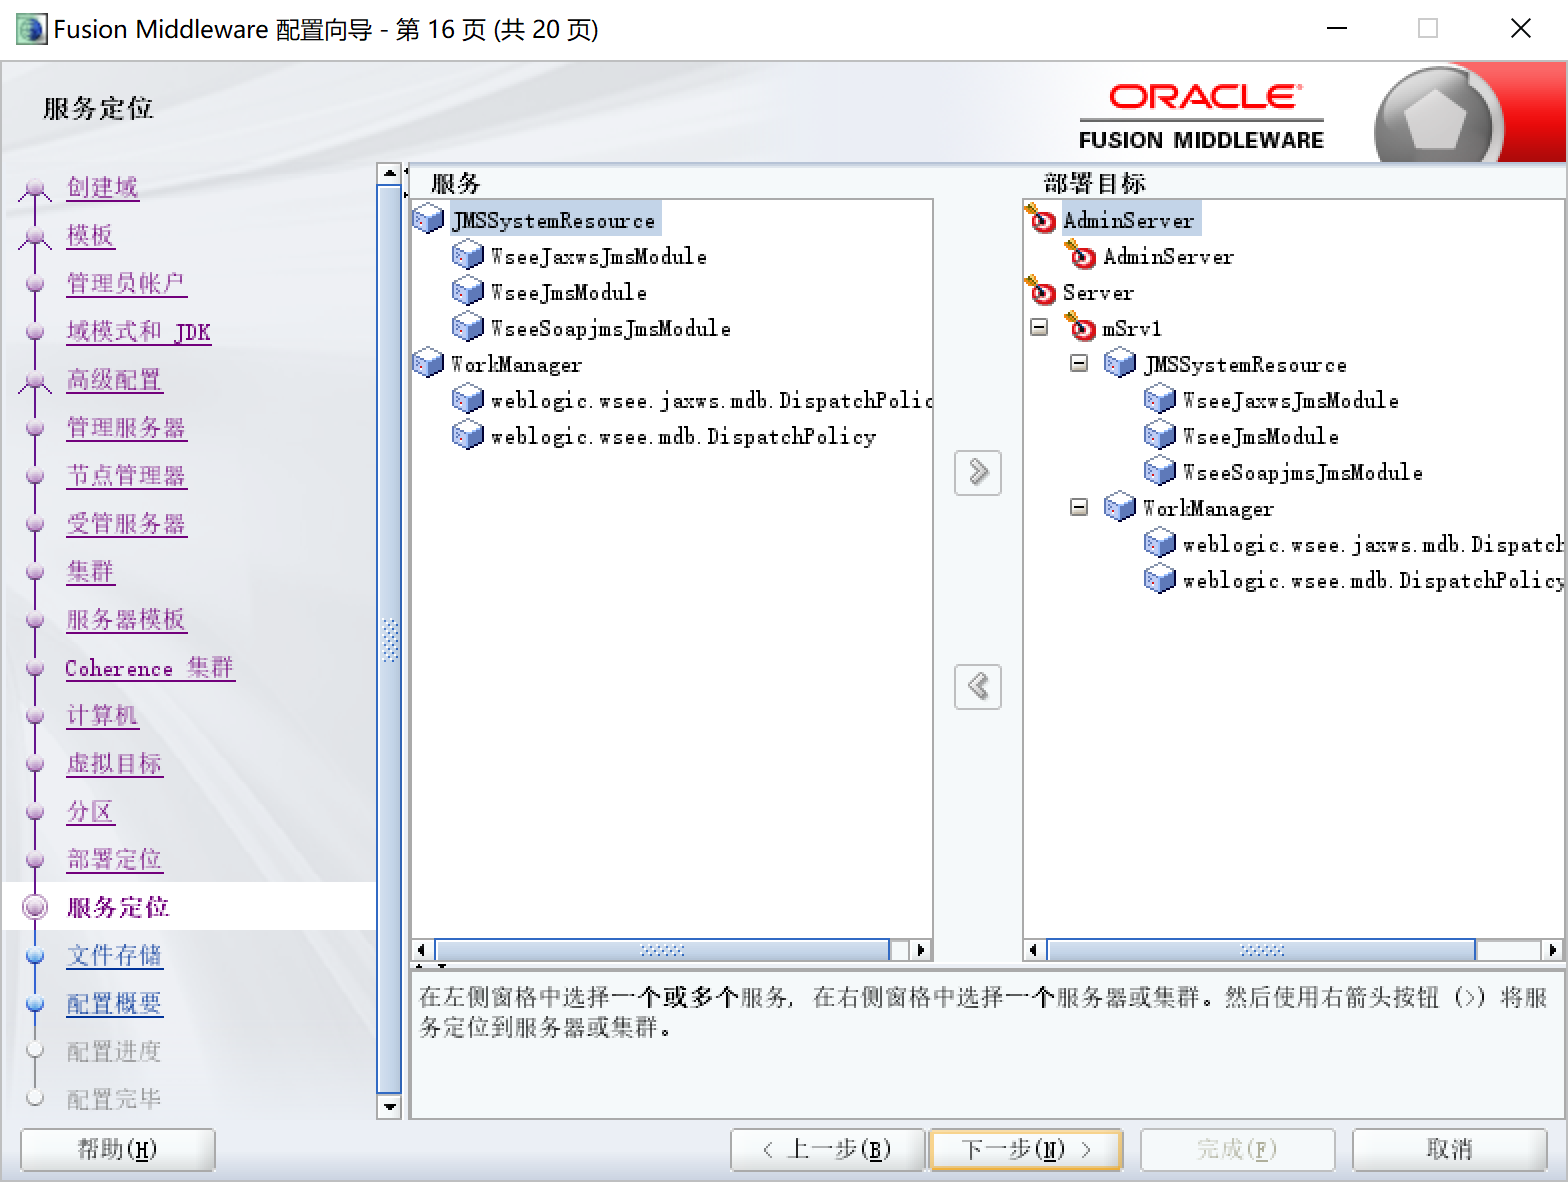 Fusion Middleware 配置向导 - 第 16 页 (共 20 页)
服务定位
ORACLE
FUSION MIDDLEWARE
创建域
模板
管理员帐户
域模式和 JDK
高级配置
管理服务器
节点管理器
受管服务器
集群
服务器模板
Coherence 集群
计算机
虚拟目标
分区
部署定位
服务定位
文件存储
配置概要
配置进度
配置完毕
服务
JMSSystemResource
WseeJaxwsJmsModule
WseeJmsModule
WseeSoapjmsJmsModule
WorkManager
weblogic.wsee.jaxws.mdb.DispatchPolic
weblogic.wsee.mdb.DispatchPolicy
部署目标
AdminServer
AdminServer
Server
mSrv1
JMSSystemResource
WseeJaxwsJmsModule
WseeJmsModule
WseeSoapjmsJmsModule
WorkManager
weblogic.wsee.jaxws.mdb.Dispatch
weblogic.wsee.mdb.DispatchPolicy
在左侧窗格中选择一个或多个服务, 在右侧窗格中选择一个服务器或集群。然后使用右箭头按钮 (>) 将服
务定位到服务器或集群。
帮助(H)
< 上一步(B)
下一步(N) >
完成(F)
取消